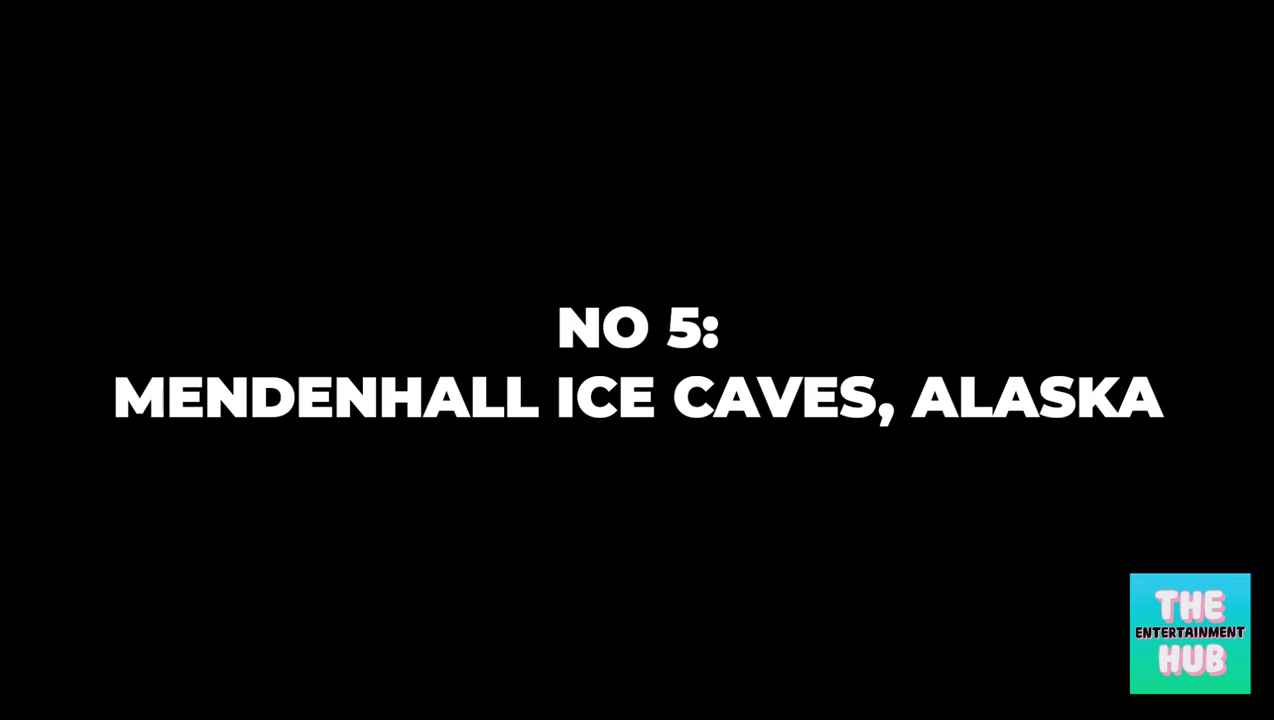 NO 5:
MENDENHALL ICE CAVES, ALASKA
THE
ENTERTAINMENT
HUB